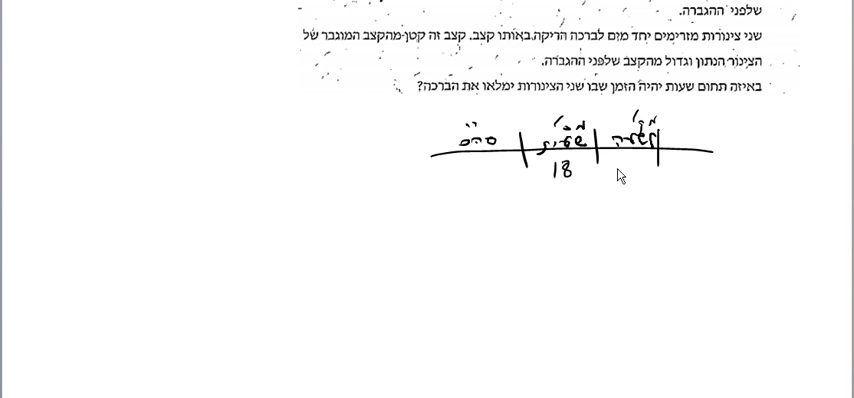 שלפני ההגברה.
שני צינורות מזרימים יחד מים לברכה הריקה באותו קצב. קצב זה קטן מהקצב המוגבר של
הצינור הנתון וגדול מהקצב שלפני ההגברה.
באיזה תחום שעות יהיה הזמן שבו שני הצינורות ימלאו את הברכה?
18